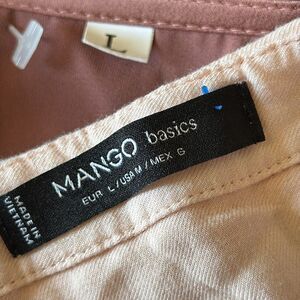 L
MANGO basics
EUR L/USA M/MEX G
MADE IN
VIETNAM